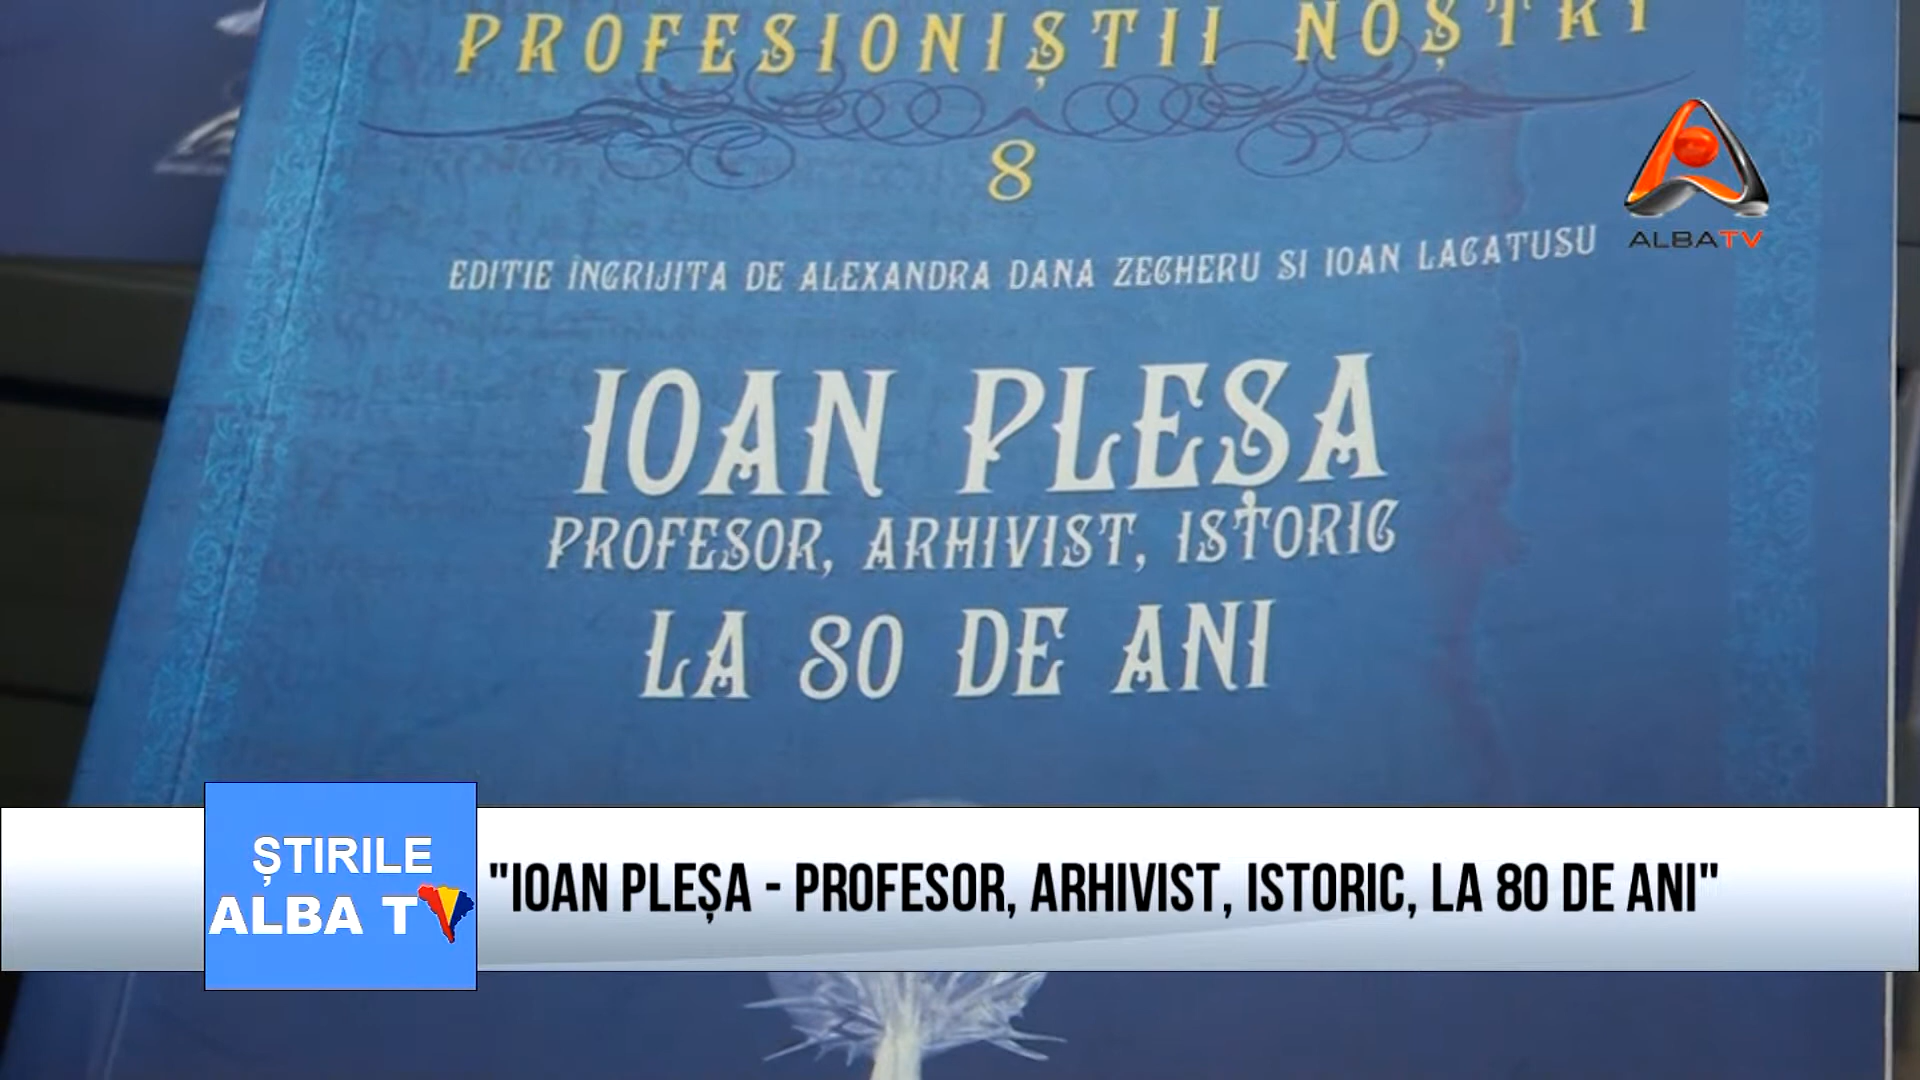 PROFESIONIȘTII NOȘTRI
8
EDITIE ÎNGRIJITA DE ALEXANDRA DANA ZECHERU SI IOAN LACATUSU
ALBATV
IOAN PLEȘA
PROFESOR, ARHIVIST, ISTORIC
LA 80 DE ANI
ȘTIRILE
ALBA TV
"IOAN PLEȘA - PROFESOR, ARHIVIST, ISTORIC, LA 80 DE ANI"